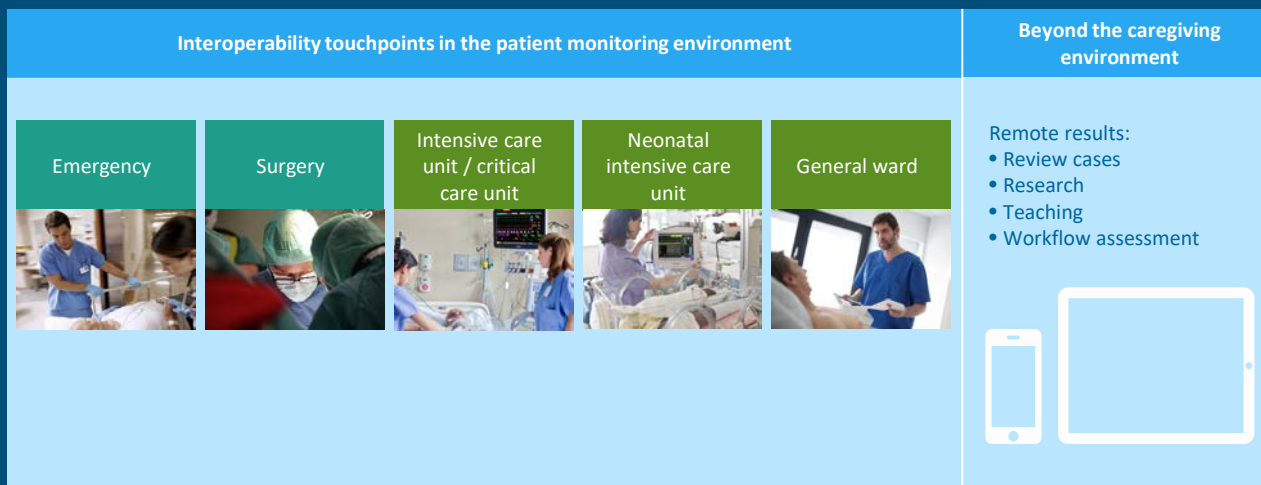 Interoperability touchpoints in the patient monitoring environment
Beyond the caregiving
environment
Emergency
Surgery
Intensive care
unit / critical
care unit
Neonatal
intensive care
unit
General ward
Remote results:
• Review cases
• Research
• Teaching
• Workflow assessment